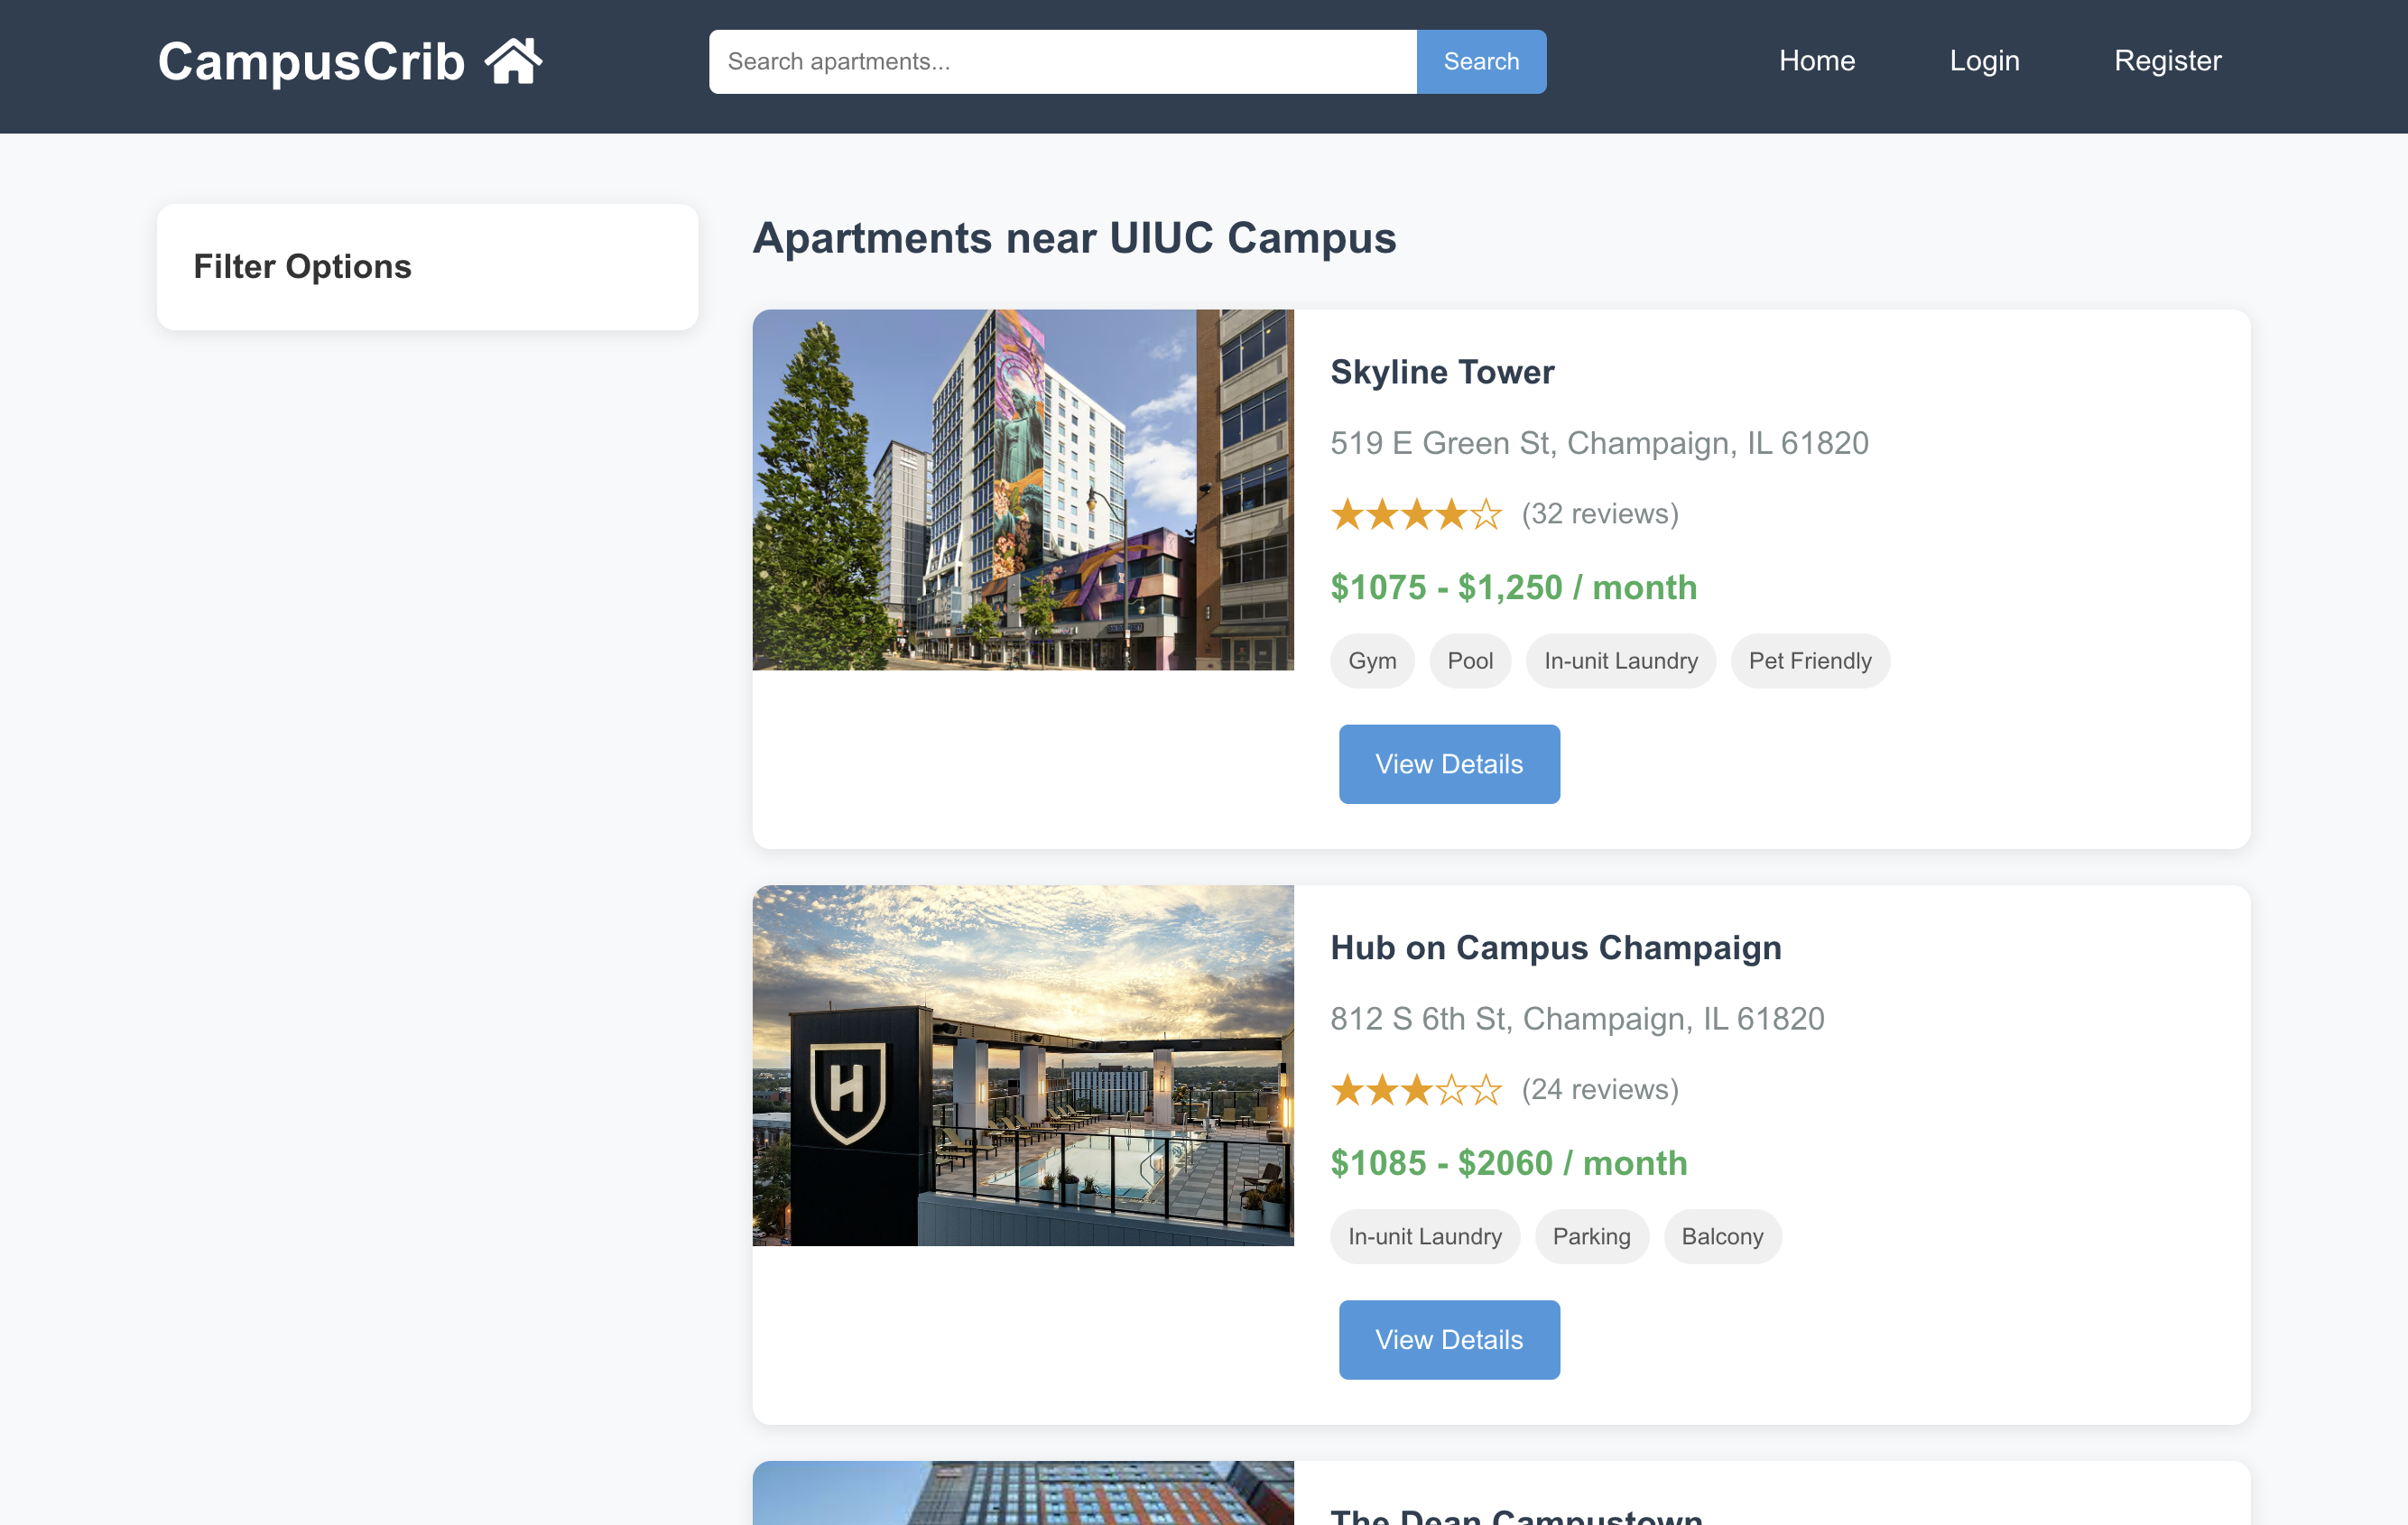 CampusCrib
Search apartments...
Search
Home
Login
Register
Filter Options
Apartments near UIUC Campus
Skyline Tower
519 E Green St, Champaign, IL 61820
(32 reviews)
$1075 - $1,250 / month
Gym
Pool
In-unit Laundry
Pet Friendly
View Details
H
Hub on Campus Champaign
812 S 6th St, Champaign, IL 61820
(24 reviews)
$1085 - $2060 / month
In-unit Laundry
Parking
Balcony
View Details
The Dean Campustown